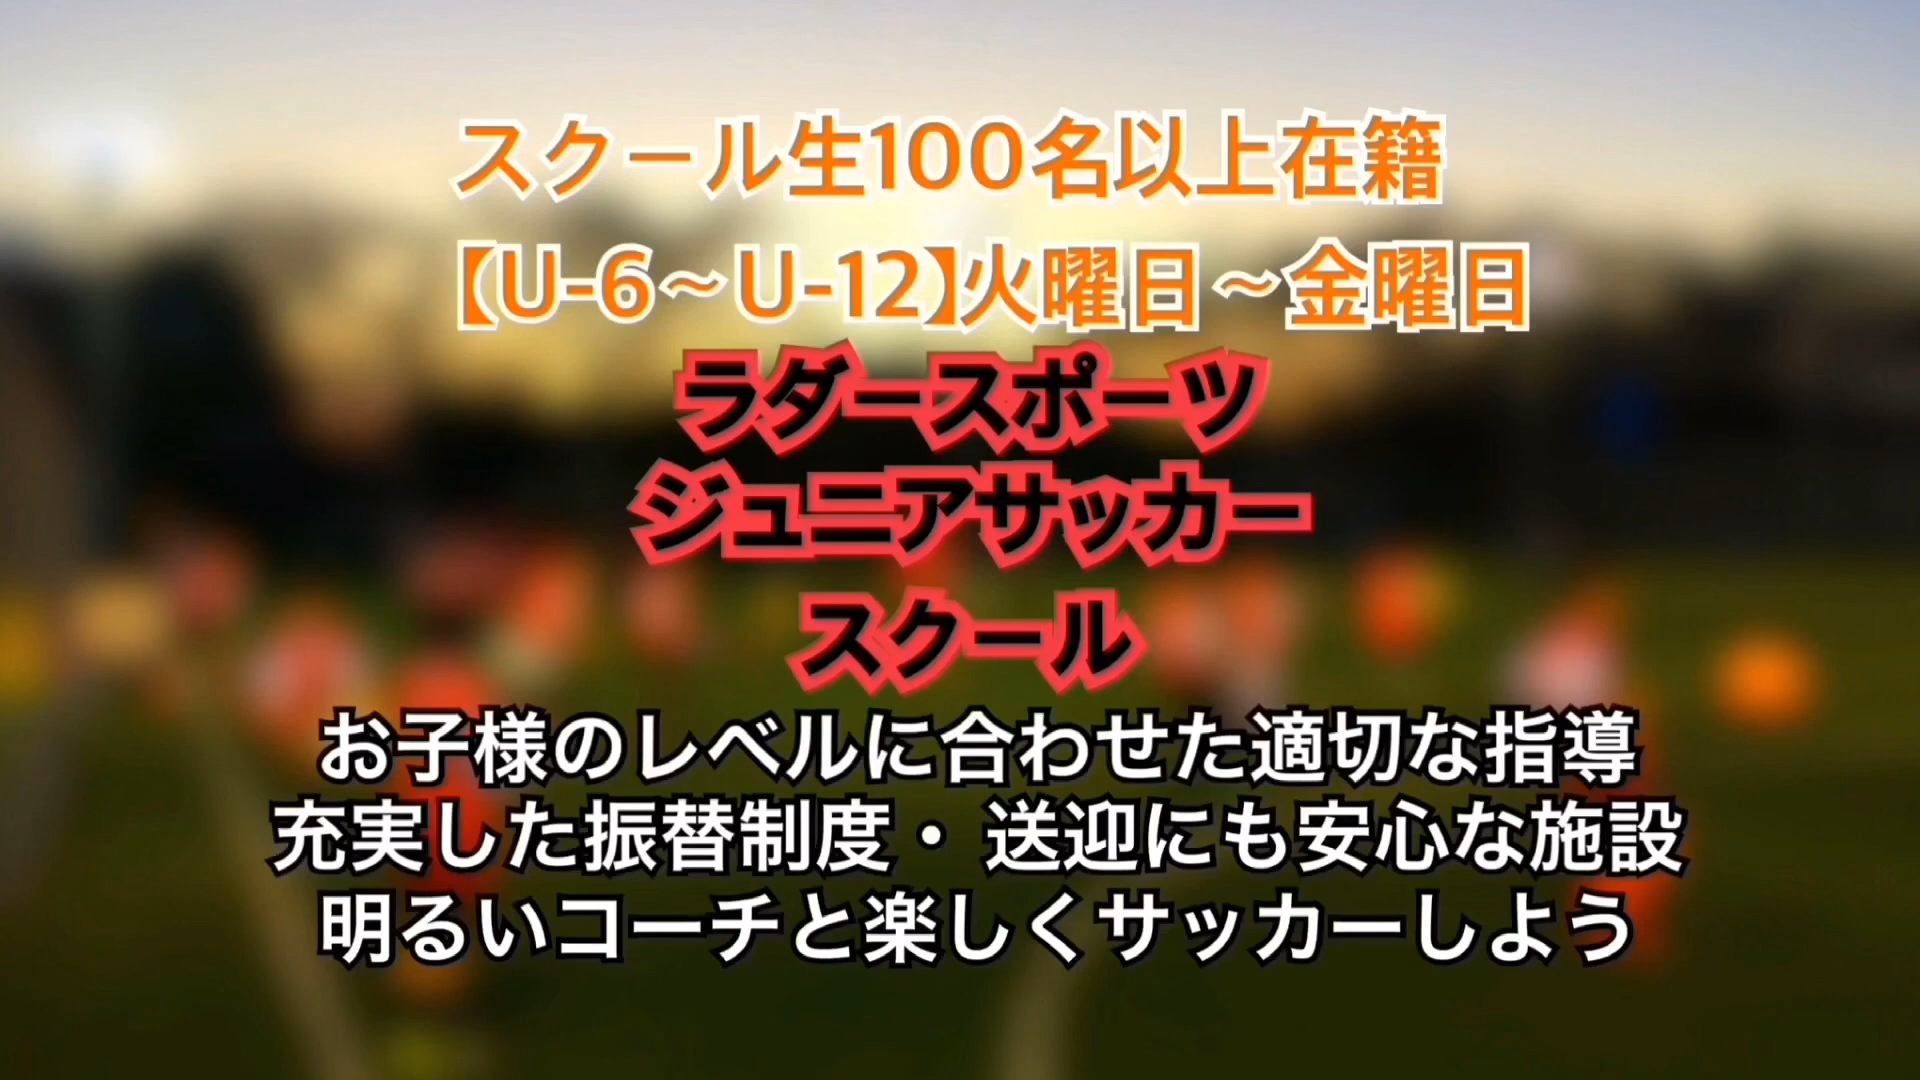 スクール生100名以上在籍
【U-6～U-12】火曜日～金曜日
ラダースポーツ
ジュニアサッカー
スクール
お子様のレベルに合わせた適切な指導
充実した振替制度・ 送迎にも安心な施設
明るいコーチと楽しくサッカーしよう